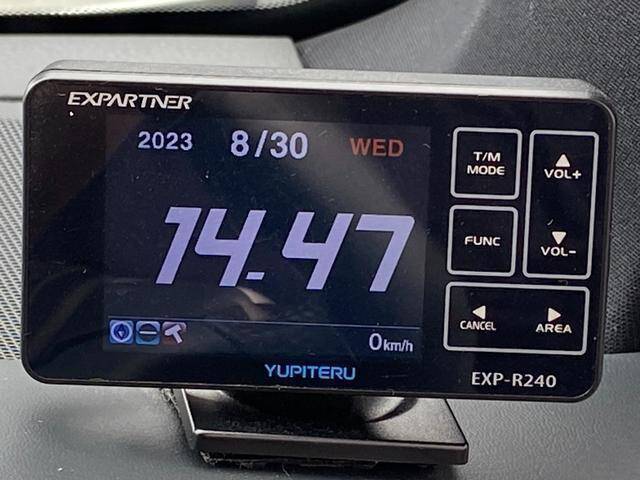 EXPARTNER
2023 8/30 WED
14.47
0km/h
YUPITERU
EXP-R240
T/M MODE
VOL+
FUNC
VOL-
CANCEL
AREA